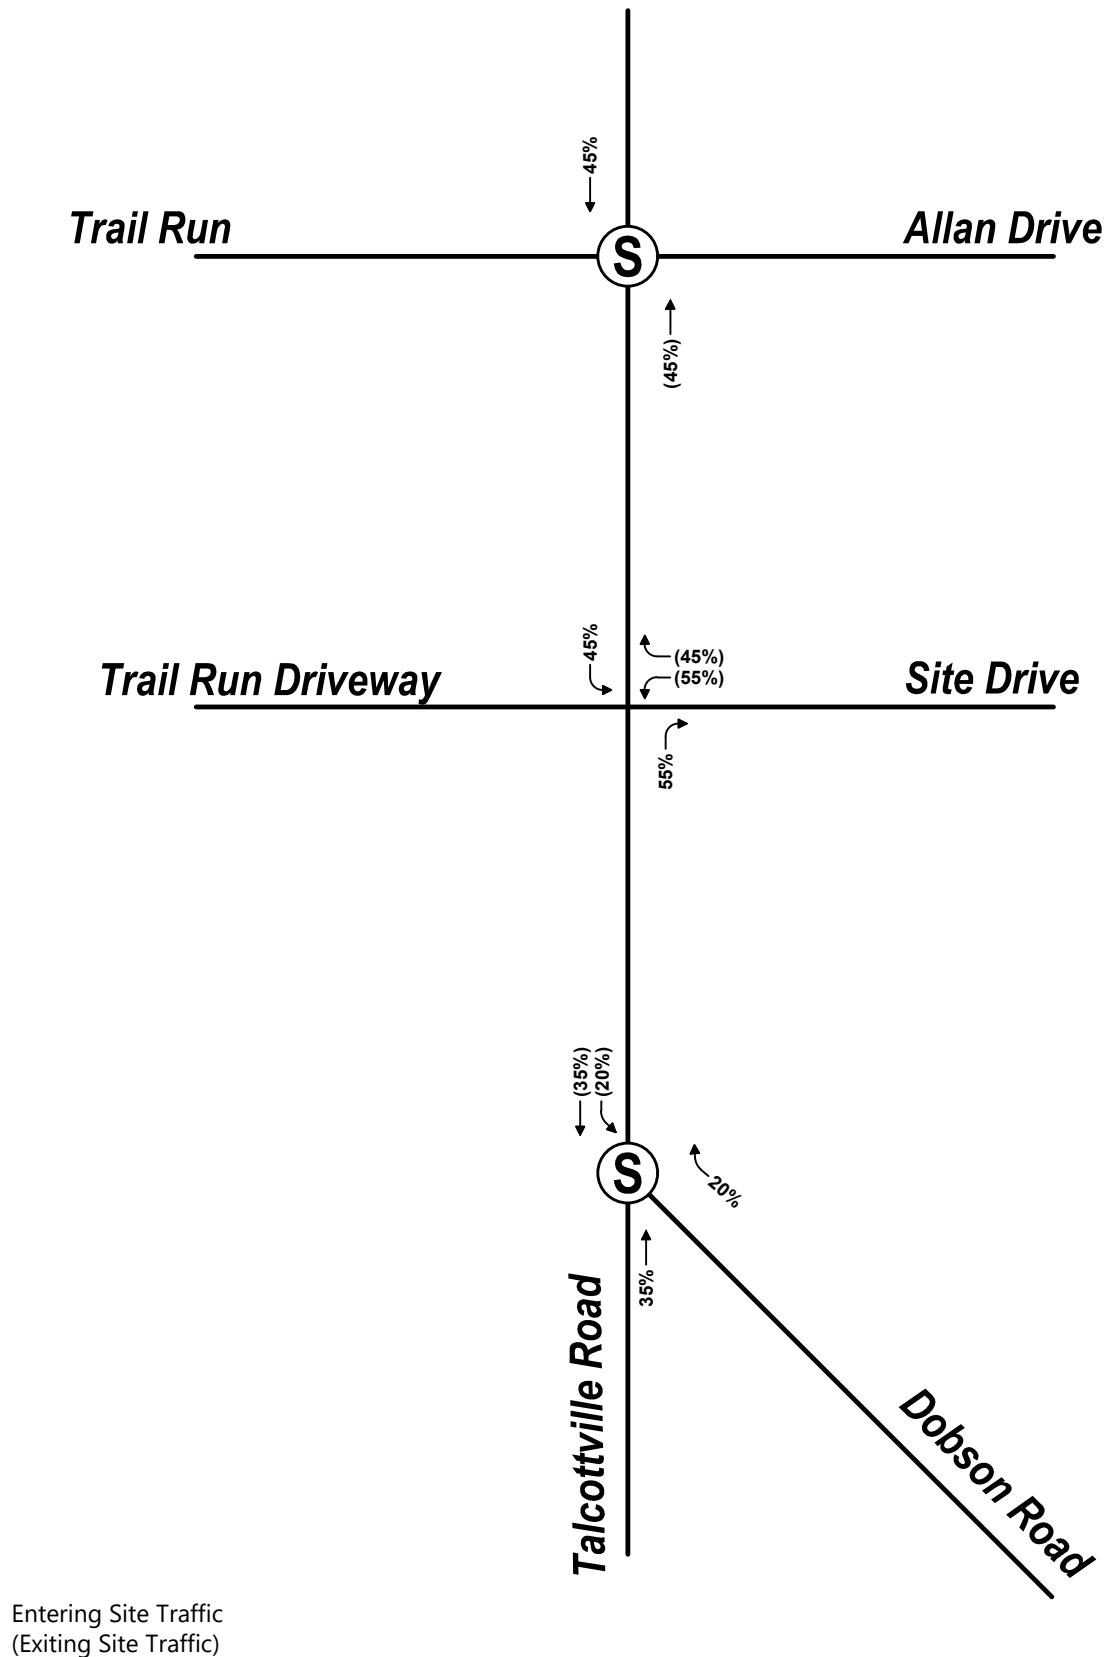 45%
Trail Run
Allan Drive
S
(45%)
45%
(45%)
(55%)
Trail Run Driveway
Site Drive
55%
(35%)
(20%)
S
20%
35%
Talcottville Road
Dobson Road
Entering Site Traffic
(Exiting Site Traffic)